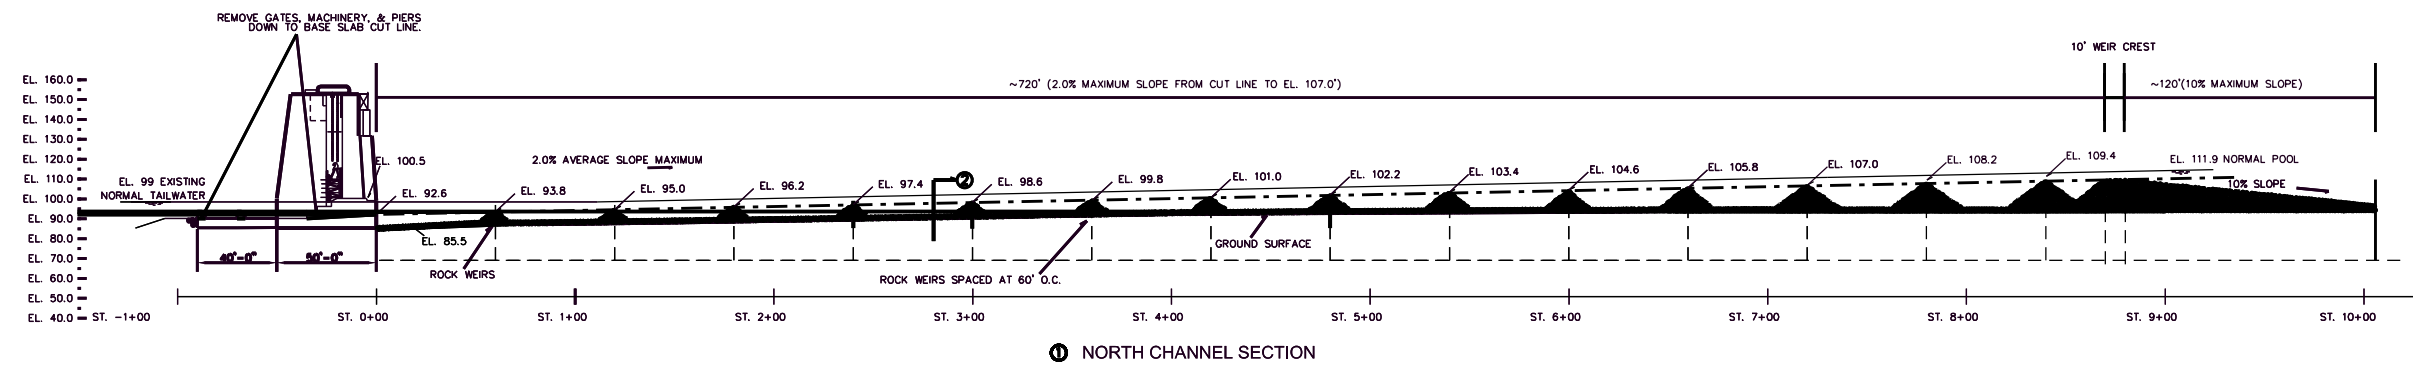 REMOVE GATES, MACHINERY, & PIERS
DOWN TO BASE SLAB CUT LINE.
10' WEIR CREST
~720' (2.0% MAXIMUM SLOPE FROM CUT LINE TO EL. 107.0')
~120'(10% MAXIMUM SLOPE)
EL. 160.0
EL. 150.0
EL. 140.0
EL. 130.0
EL. 120.0
EL. 110.0
EL. 100.0
EL. 90.0
EL. 80.0
EL. 70.0
EL. 60.0
EL. 50.0
EL. 40.0
EL. 99 EXISTING
NORMAL TAILWATER
EL. 100.5
2.0% AVERAGE SLOPE MAXIMUM
EL. 92.6
EL. 93.8
EL. 95.0
EL. 96.2
EL. 97.4
2
EL. 98.6
EL. 99.8
EL. 101.0
EL. 102.2
EL. 103.4
EL. 104.6
EL. 105.8
EL. 107.0
EL. 108.2
EL. 109.4
EL. 111.9 NORMAL POOL
10% SLOPE
EL. 85.5
GROUND SURFACE
40'-0"
50'-0"
ROCK WEIRS
ROCK WEIRS SPACED AT 60' O.C.
ST. -1+00
ST. 0+00
ST. 1+00
ST. 2+00
ST. 3+00
ST. 4+00
ST. 5+00
ST. 6+00
ST. 7+00
ST. 8+00
ST. 9+00
ST. 10+00
1 NORTH CHANNEL SECTION